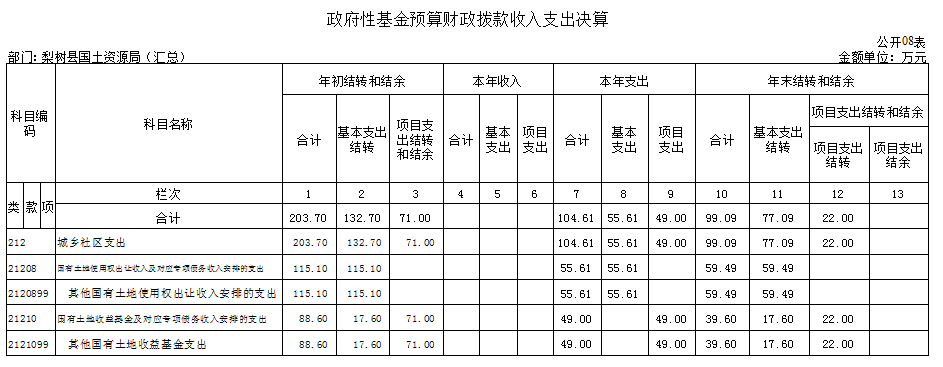 政府性基金预算财政拨款收入支出决算
公开08表
部门：梨树县国土资源局（汇总） 金额单位：万元
科目编码 科目名称 年初结转和结余 本年收入 本年支出 年末结转和结余
合计 基本支出结转 项目支出结转和结余 合计 基本支出 项目支出 合计 基本支出 项目支出 合计 基本支出结转 项目支出结转和结余
项目支出结转 项目支出结余
类 款 项 栏次 1 2 3 4 5 6 7 8 9 10 11 12 13
合计 203.70 132.70 71.00 104.61 55.61 49.00 99.09 77.09 22.00
212 城乡社区支出 203.70 132.70 71.00 104.61 55.61 49.00 99.09 77.09 22.00
21208 国有土地使用权出让收入及对应专项债务收入安排的支出 115.10 115.10 55.61 55.61 59.49 59.49
2120899 其他国有土地使用权出让收入安排的支出 115.10 115.10 55.61 55.61 59.49 59.49
21210 国有土地收益基金及对应专项债务收入安排的支出 88.60 17.60 71.00 49.00 49.00 39.60 17.60 22.00
2121099 其他国有土地收益基金支出 88.60 17.60 71.00 49.00 49.00 39.60 17.60 22.00